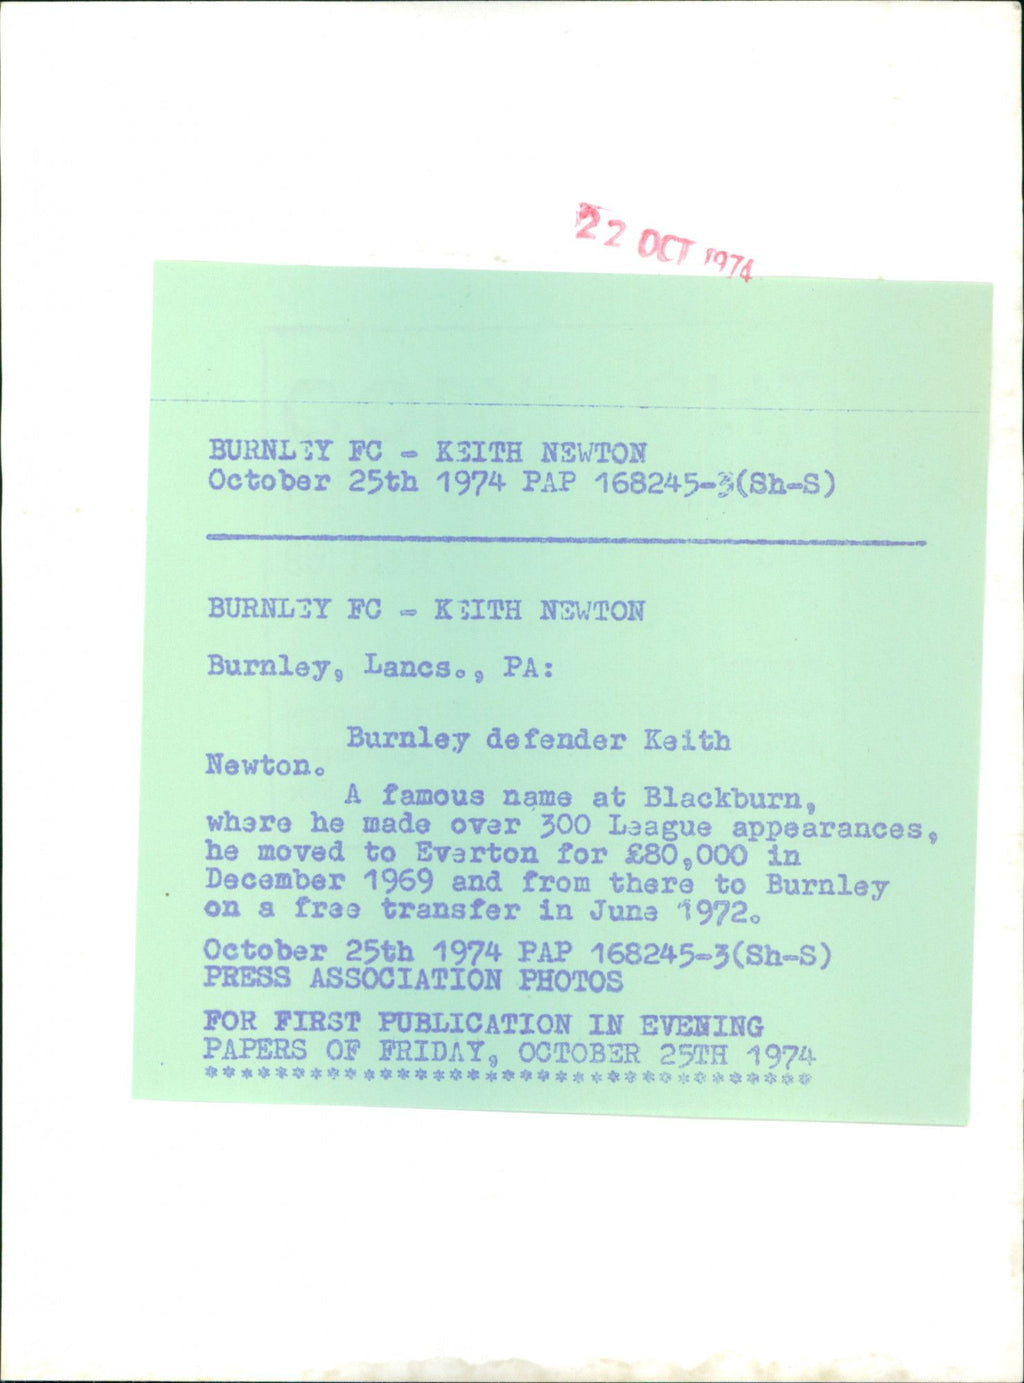 22 OCT 1974
BURNLEY FC - KEITH NEWTON
October 25th 1974 PAP 168245-3(Sh-S)
BURNLEY FC - KEITH NEWTON
Burnley, Lancs., PA:
Burnley defender Keith
Newton.
A famous name at Blackburn,
where he made over 300 League appearances,
he moved to Everton for £80,000 in
December 1969 and from there to Burnley
on a free transfer in June 1972.
October 25th 1974 PAP 168245-3(Sh-S)
PRESS ASSOCIATION PHOTOS
FOR FIRST PUBLICATION IN EVENING
PAPERS OF FRIDAY, OCTOBER 25TH 1974
***********************************